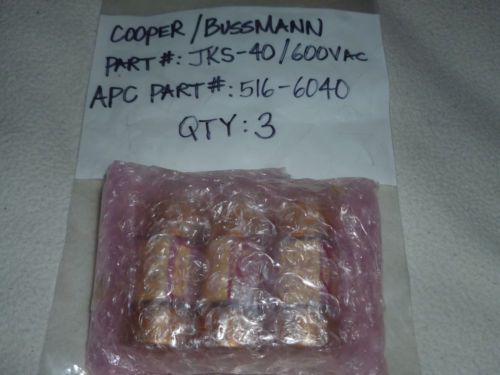 COOPER/BUSSMANN
PART#: JKS-40/600VAC
APC PART#: 516-6040
QTY: 3